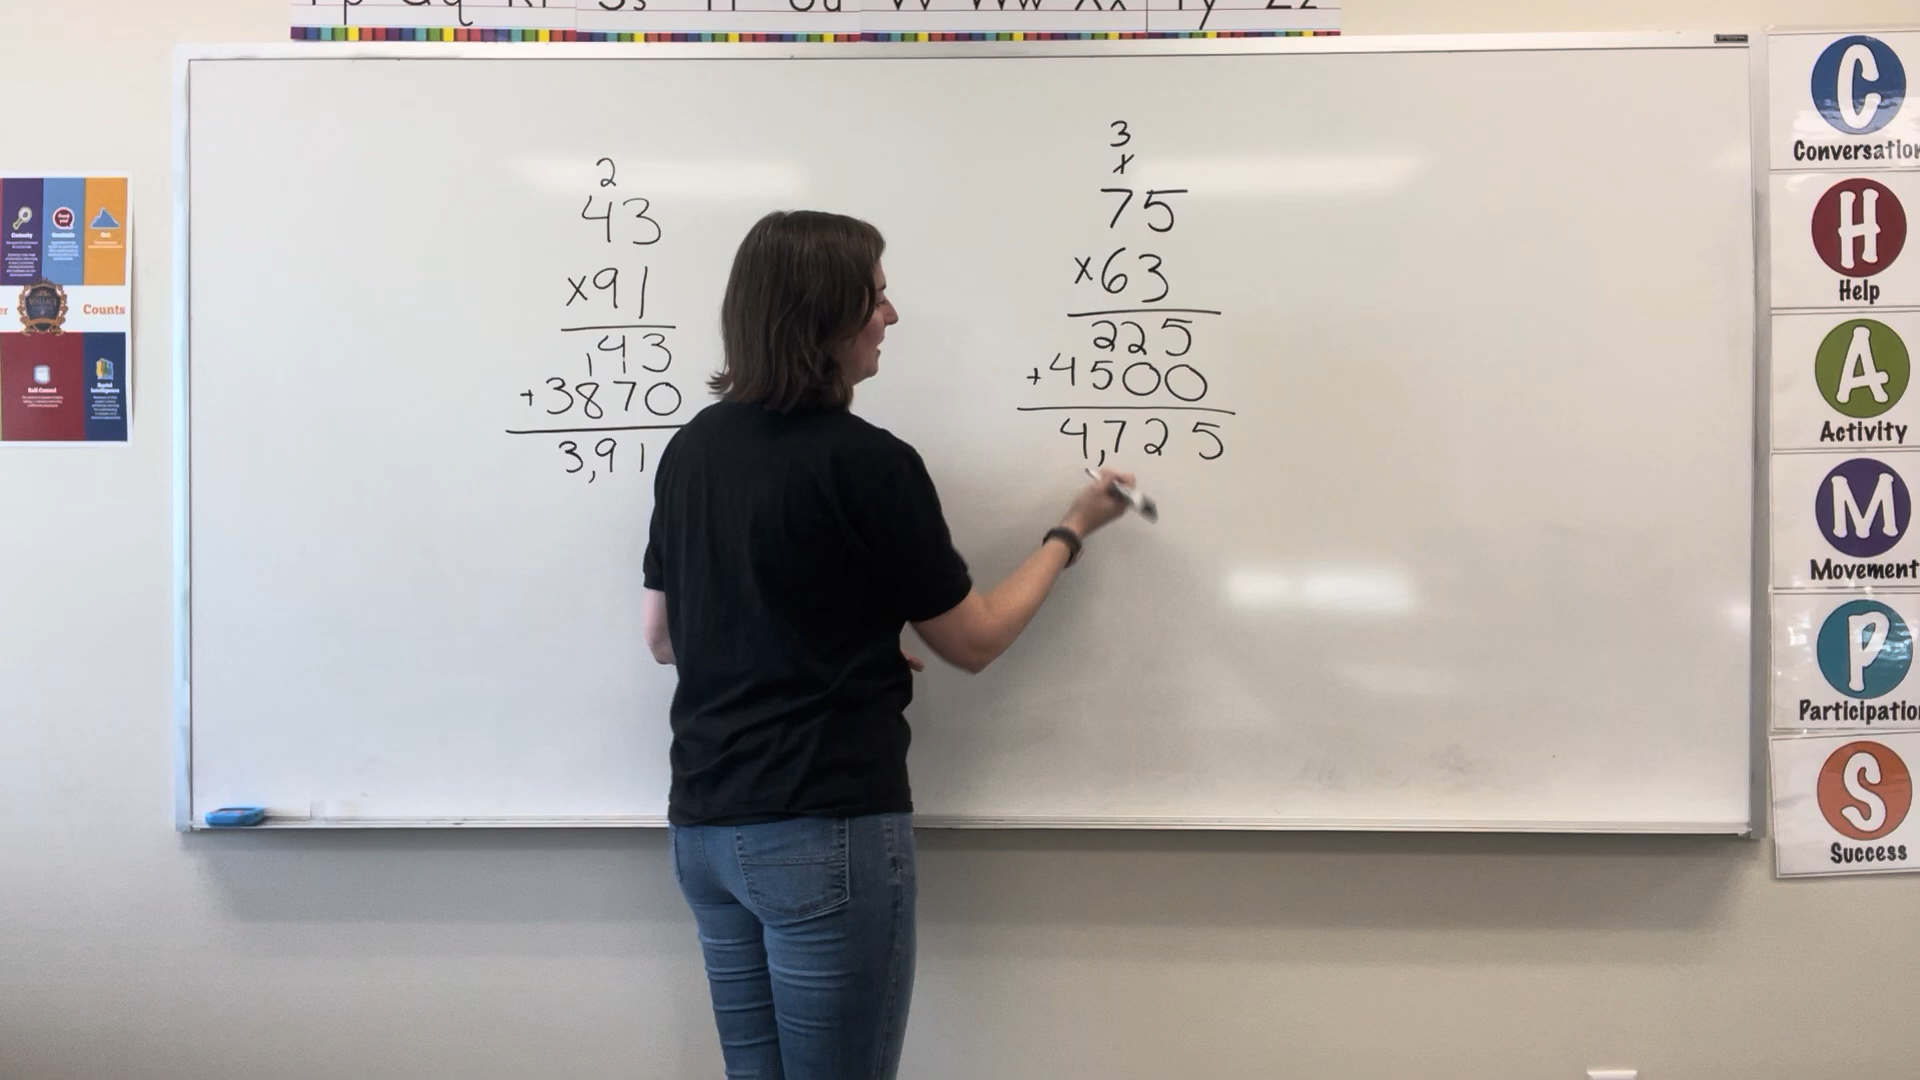 2
43
x91
143
+3870
3,91
3
x
75
x63
225
+4500
4,725
C
Conversation
H
Help
A
Activity
M
Movement
P
Participatio
S
Success
Counts